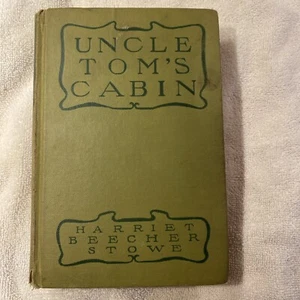 UNCLE
TOM'S
CABIN
HARRIET
BEECHER
STOWE